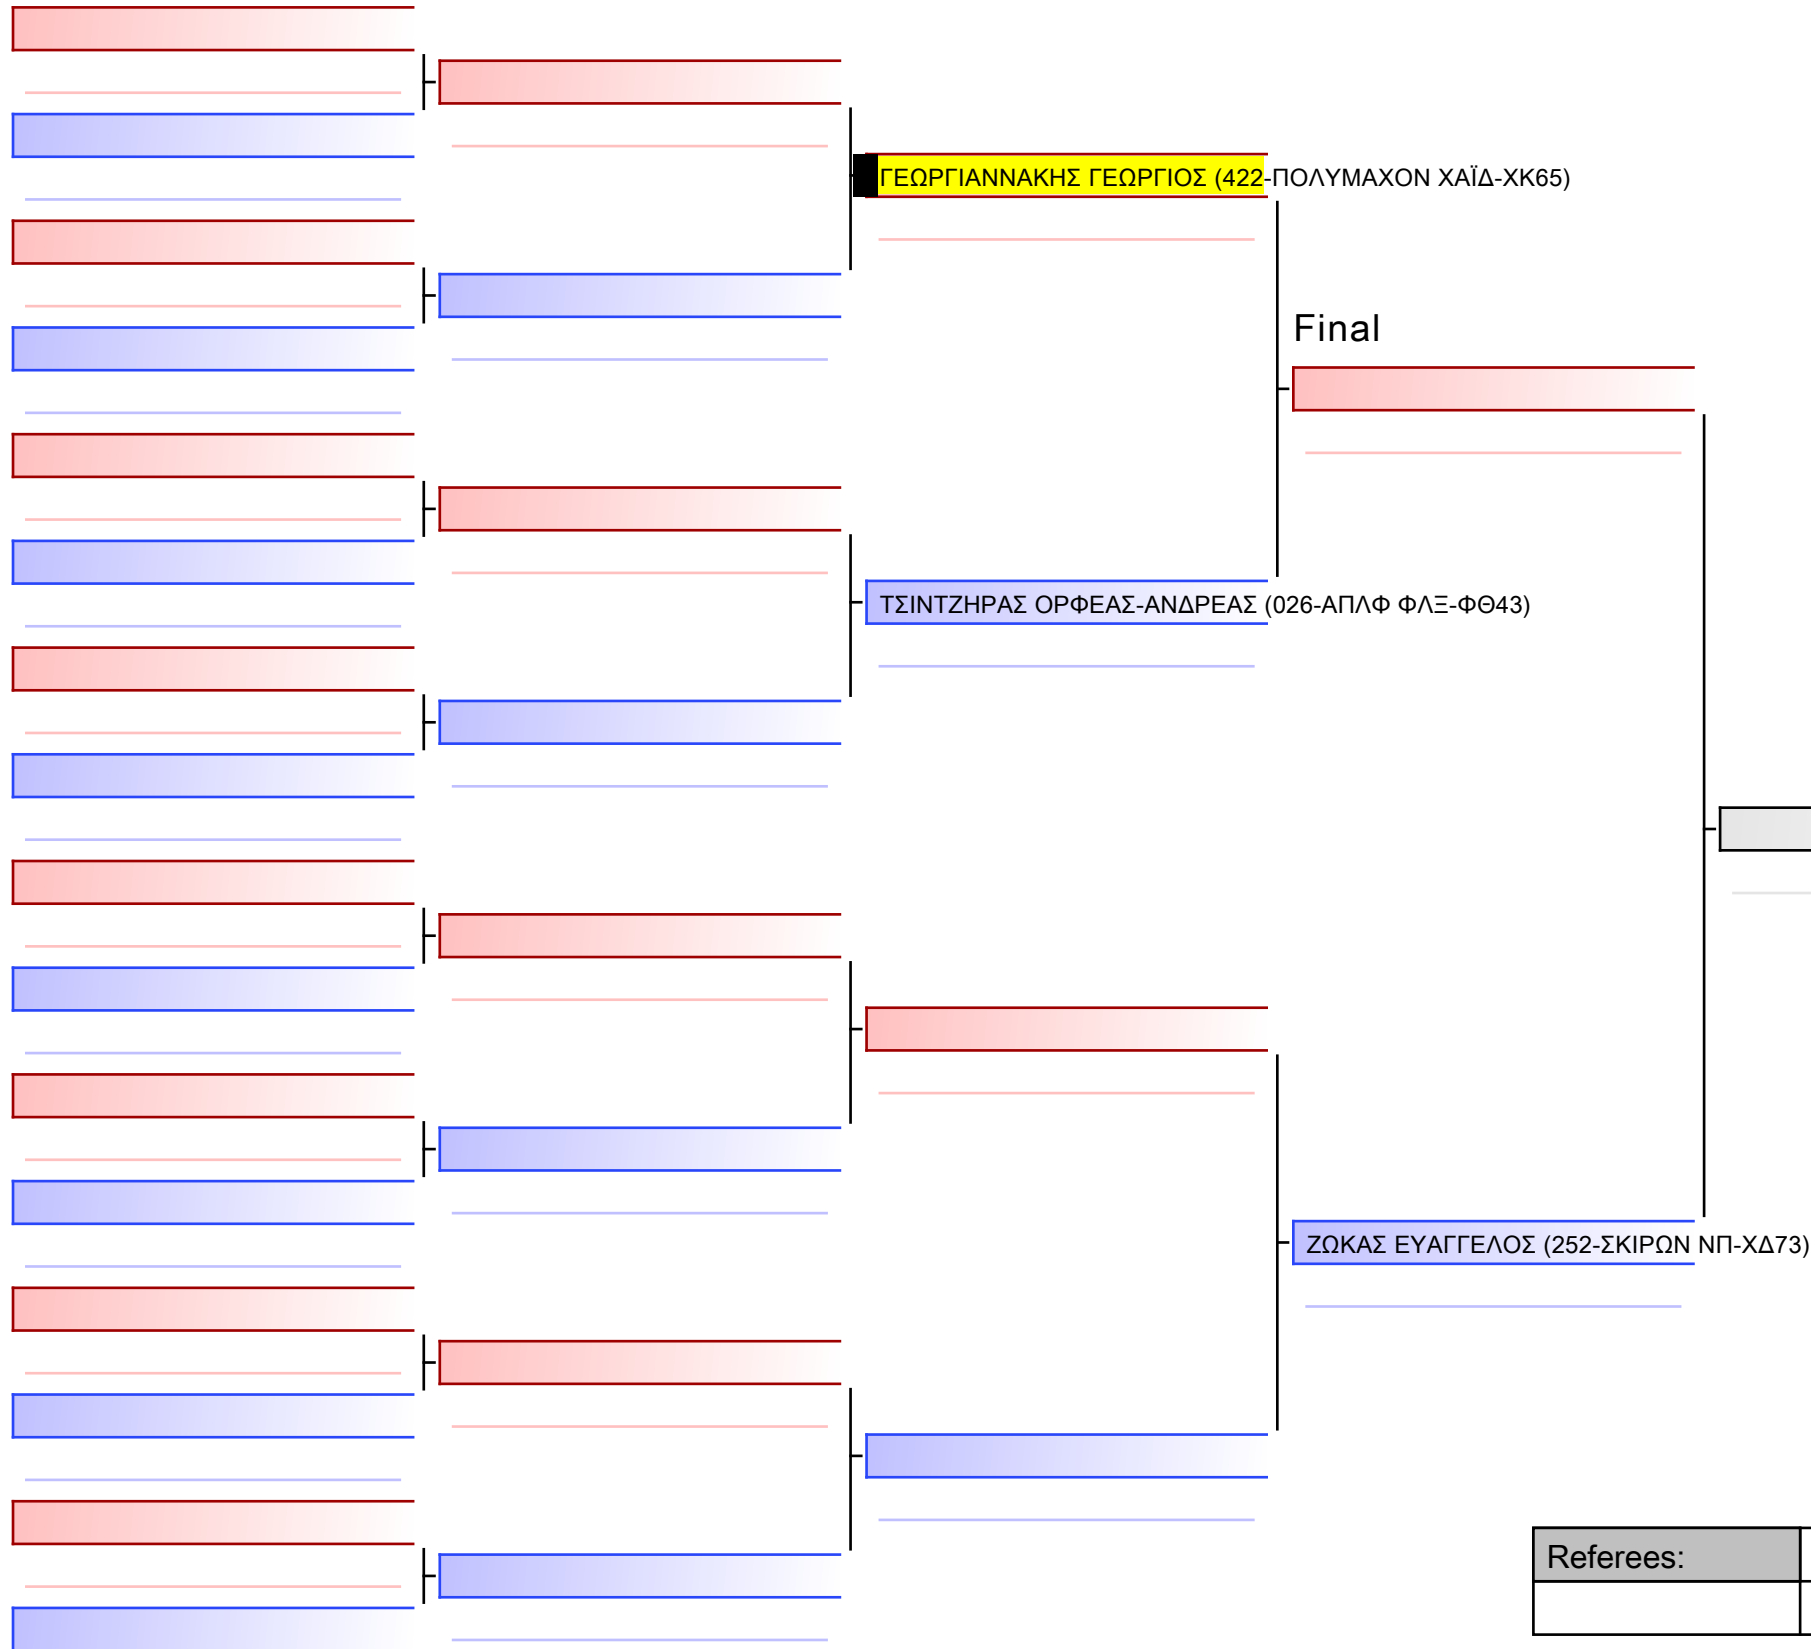 ΓΕΩΡΓΙΑΝΝΑΚΗΣ ΓΕΩΡΓΙΟΣ (422-ΠΟΛΥΜΑΧΟΝ ΧΑΪΔ-ΧΚ65)
Final
ΤΣΙΝΤΖΗΡΑΣ ΟΡΦΕΑΣ-ΑΝΔΡΕΑΣ (026-ΑΠΛΦ ΦΛΞ-ΦΘ43)
ΖΩΚΑΣ ΕΥΑΓΓΕΛΟΣ (252-ΣΚΙΡΩΝ ΝΠ-ΧΔ73)
Referees: